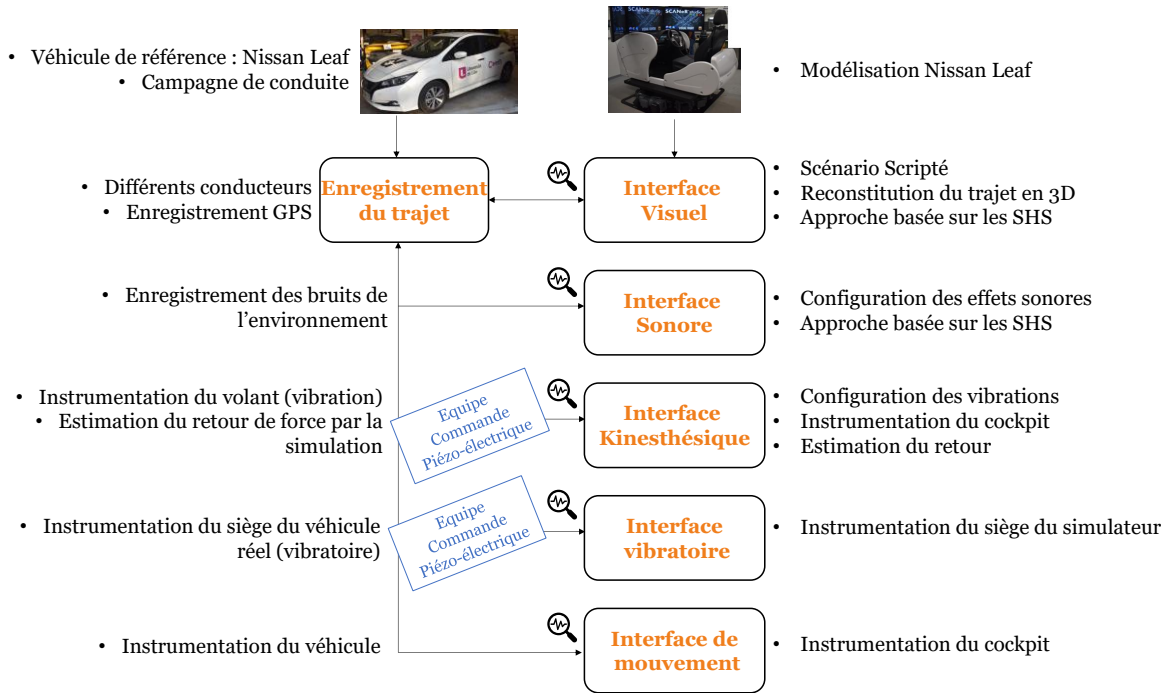 • Véhicule de référence : Nissan Leaf
• Campagne de conduite
SCANeR studio
SCANeR studio
• Modélisation Nissan Leaf
• Différents conducteurs
• Enregistrement GPS
Enregistrement
du trajet
Interface
Visuel
• Scénario Scripté
• Reconstitution du trajet en 3D
• Approche basée sur les SHS
• Enregistrement des bruits de
l’environnement
Interface
Sonore
• Configuration des effets sonores
• Approche basée sur les SHS
• Instrumentation du volant (vibration)
• Estimation du retour de force par la
simulation
Equipe
Commande
Piézo-électrique
Interface
Kinesthésique
• Configuration des vibrations
• Instrumentation du cockpit
• Estimation du retour
• Instrumentation du siège du véhicule
réel (vibratoire)
Equipe
Commande
Piézo-électrique
Interface
vibratoire
• Instrumentation du siège du simulateur
• Instrumentation du véhicule
Interface de
mouvement
• Instrumentation du cockpit